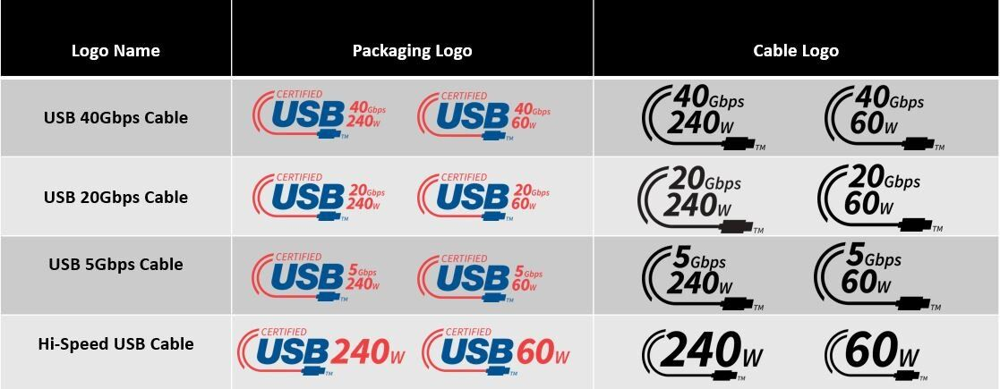 Logo Name Packaging Logo Cable Logo
USB 40Gbps Cable
CERTIFIED
USB 40Gbps
240W
TM
CERTIFIED
USB 40Gbps
60W
TM
40Gbps
240W
TM
40Gbps
60W
TM
USB 20Gbps Cable
CERTIFIED
USB 20Gbps
240W
TM
CERTIFIED
USB 20Gbps
60W
TM
20Gbps
240W
TM
20Gbps
60W
TM
USB 5Gbps Cable
CERTIFIED
USB 5Gbps
240W
TM
CERTIFIED
USB 5Gbps
60W
TM
5Gbps
240W
TM
5Gbps
60W
TM
Hi-Speed USB Cable
CERTIFIED
USB 240W
TM
CERTIFIED
USB 60W
TM
240W
TM
60W
TM